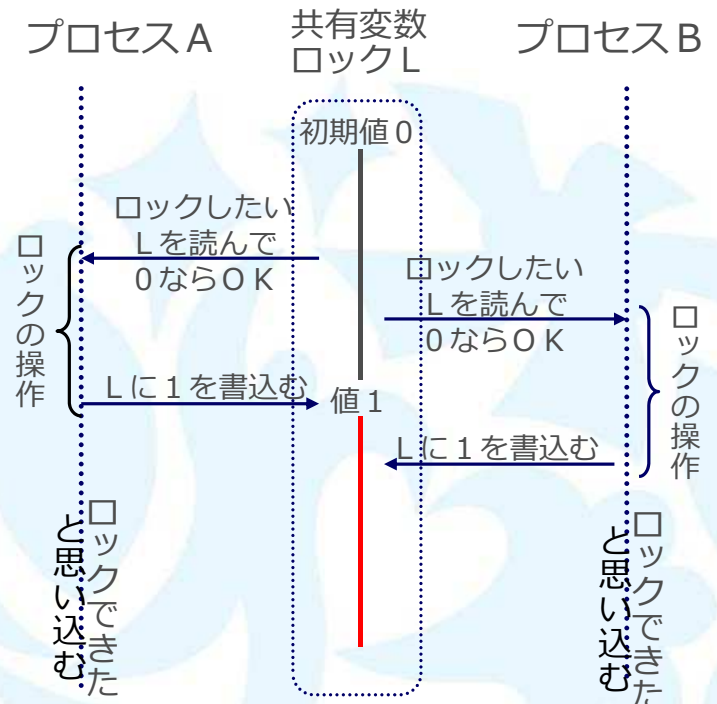 プロセスA
共有変数
ロックL
プロセスB
初期値０
ロックしたい
Lを読んで
０ならＯＫ
ロックの操作
ロックしたい
Lを読んで
０ならＯＫ
ロックの操作
Lに１を書込む
値１
Lに１を書込む
ロックできた
と思い込む
ロックできた
と思い込む